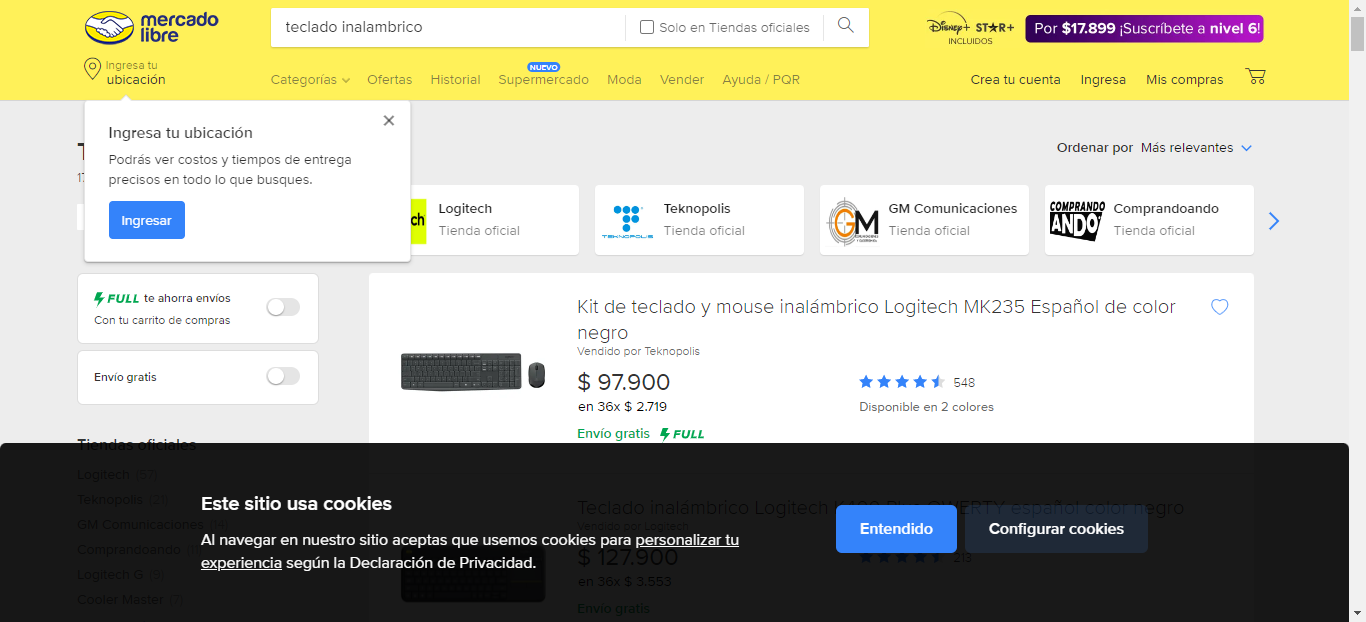 mercado
libre
teclado inalambrico
Solo en Tiendas oficiales
Disney+ STAR+
INCLUIDOS
Por $17.899 ¡Suscríbete a nivel 6!
Ingresa tu
ubicación
Categorías
Ofertas
Historial
NUEVO
Supermercado
Moda
Vender
Ayuda / PQR
Crea tu cuenta
Ingresa
Mis compras
Ingresa tu ubicación
Podrás ver costos y tiempos de entrega
precisos en todo lo que busques.
Ingresar
Ordenar por Más relevantes
Logitech
Tienda oficial
TEKNOPOLIS
Teknopolis
Tienda oficial
GM
GM Comunicaciones
Tienda oficial
COMPRANDO
ANDO
Comprandoando
Tienda oficial
FULL te ahorra envíos
Con tu carrito de compras
Envío gratis
Kit de teclado y mouse inalámbrico Logitech MK235 Español de color
negro
Vendido por Teknopolis
$ 97.900
en 36x $ 2.719
Envío gratis FULL
548
Disponible en 2 colores
Tiendas oficiales
Logitech (57)
Teknopolis
GM Comunicaciones
Comprandoando
Logitech G (9)
Cooler Master (7)
Teclado inalámbrico Logitech K400 Plus QWERTY español color negro
Vendido por Logitech
$ 127.900
en 36x $ 3.553
Envío gratis
213
Este sitio usa cookies
Al navegar en nuestro sitio aceptas que usemos cookies para personalizar tu
experiencia según la Declaración de Privacidad.
Entendido
Configurar cookies